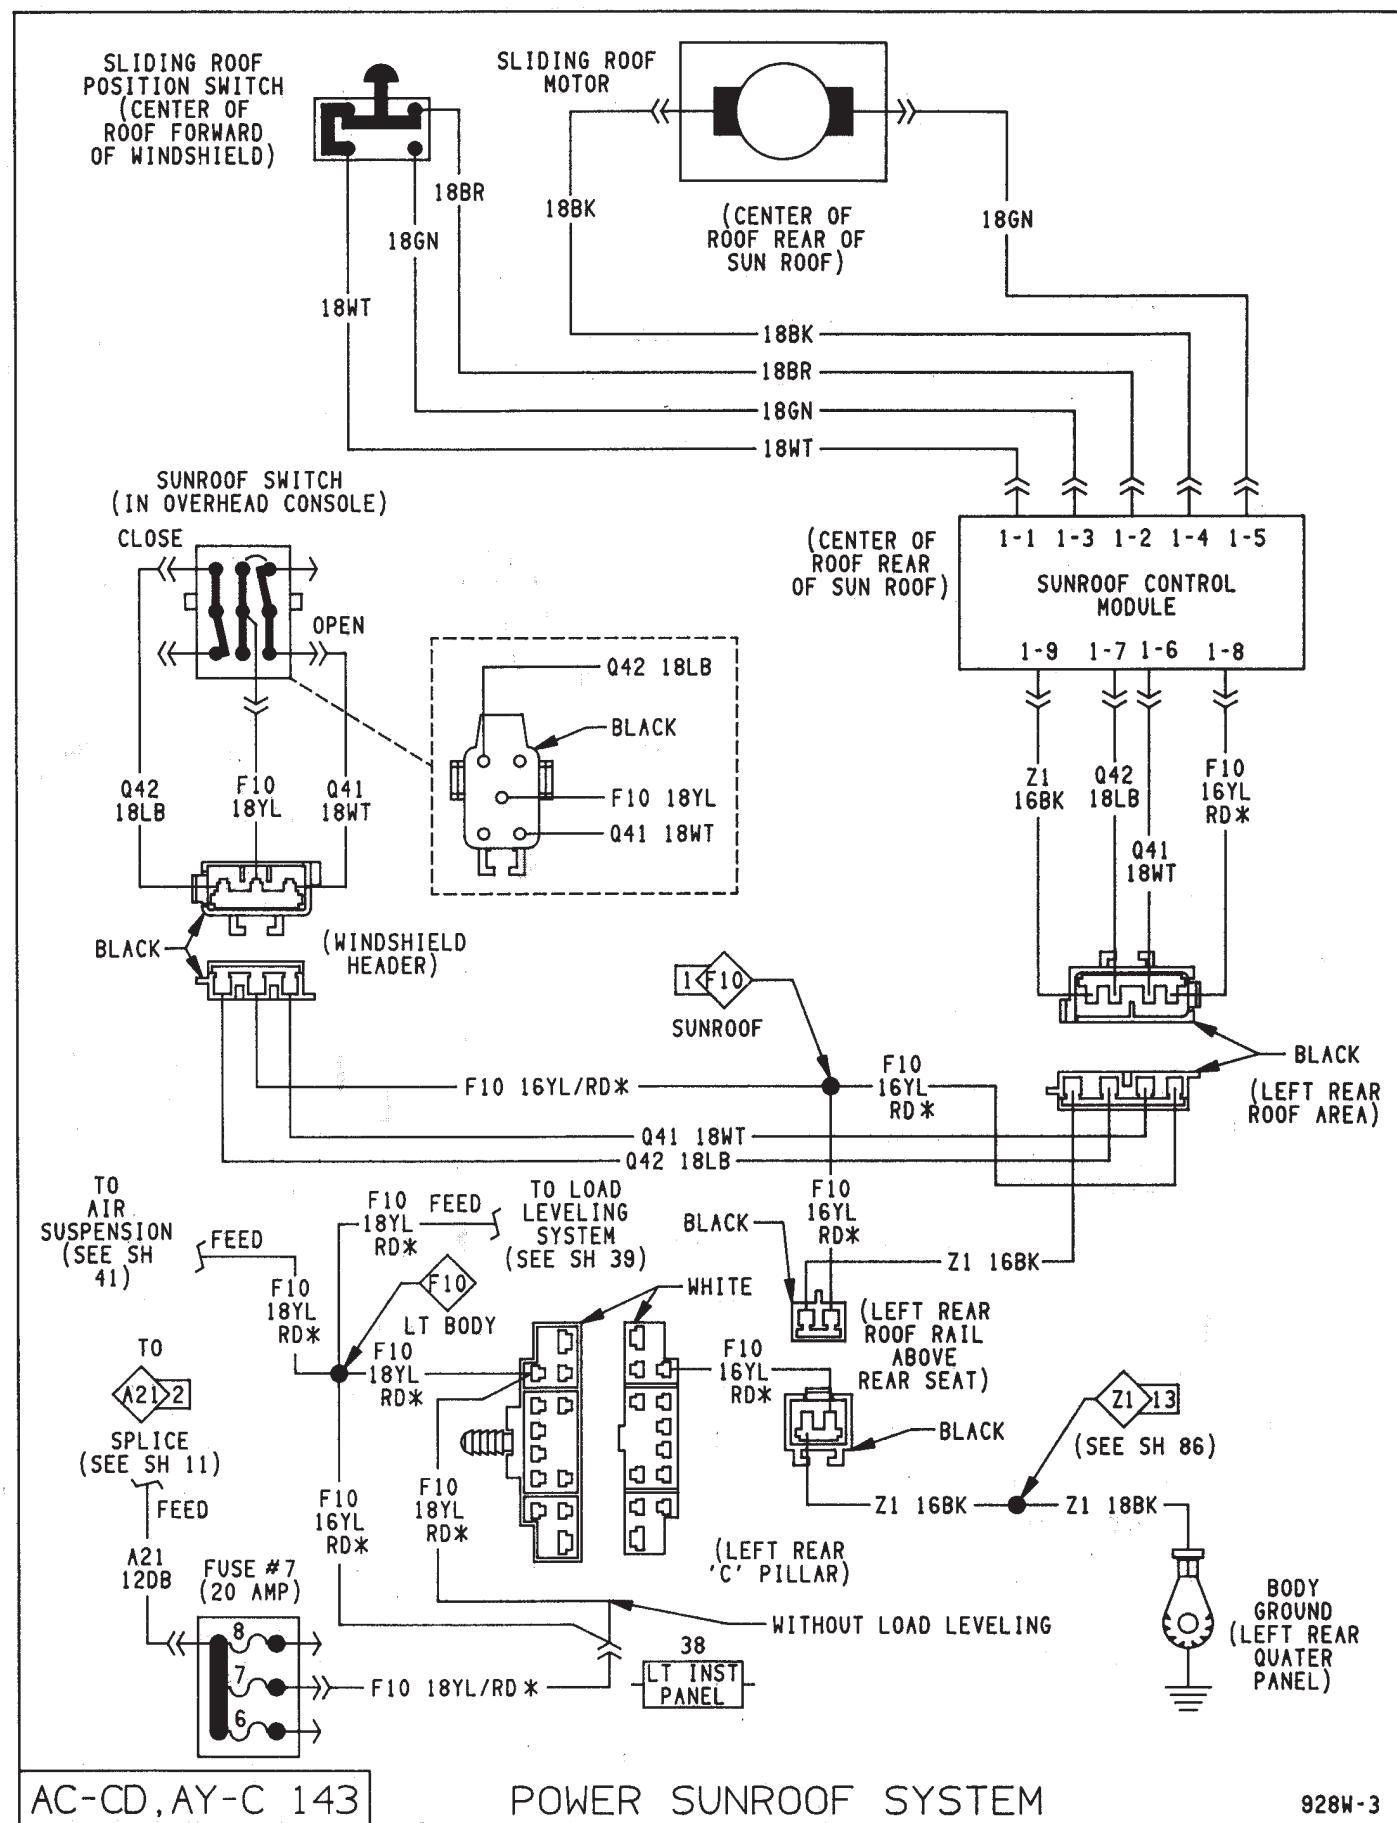 SLIDING ROOF
POSITION SWITCH
(CENTER OF
ROOF FORWARD
OF WINDSHIELD)
SLIDING ROOF
MOTOR
18BR
18GN
18WT
18BK
(CENTER OF
ROOF REAR OF
SUN ROOF)
18GN
18BK
18BR
18GN
18WT
SUNROOF SWITCH
(IN OVERHEAD CONSOLE)
CLOSE
OPEN
(CENTER OF
ROOF REAR
OF SUN ROOF)
1-1 1-3 1-2 1-4 1-5
SUNROOF CONTROL
MODULE
1-9 1-7 1-6 1-8
Q42 18LB
BLACK
F10 18YL
Q41 18WT
Q42
18LB
F10
18YL
Q41
18WT
Z1
16BK
Q42
18LB
Q41
18WT
F10
16YL
RD*
BLACK
(WINDSHIELD
HEADER)
1 F10
SUNROOF
BLACK
(LEFT REAR
ROOF AREA)
F10 16YL/RD*
F10
16YL
RD*
Q41 18WT
Q42 18LB
TO
AIR
SUSPENSION
(SEE SH
41)
FEED
F10
18YL
RD*
F10
18YL
RD*
FEED
TO LOAD
LEVELING
SYSTEM
(SEE SH 39)
F10
LT BODY
F10
18YL
RD*
WHITE
BLACK
F10
16YL
RD*
Z1 16BK
(LEFT REAR
ROOF RAIL
ABOVE
REAR SEAT)
F10
16YL
RD*
BLACK
Z1 13
(SEE SH 86)
Z1 16BK
Z1 18BK
TO
A21 2
SPLICE
(SEE SH 11)
FEED
A21
12DB
F10
16YL
RD*
F10
18YL
RD*
(LEFT REAR
'C' PILLAR)
WITHOUT LOAD LEVELING
FUSE #7
(20 AMP)
8
7
6
F10 18YL/RD*
38
LT INST
PANEL
BODY
GROUND
(LEFT REAR
QUATER
PANEL)
AC-CD,AY-C 143
POWER SUNROOF SYSTEM
928W-3